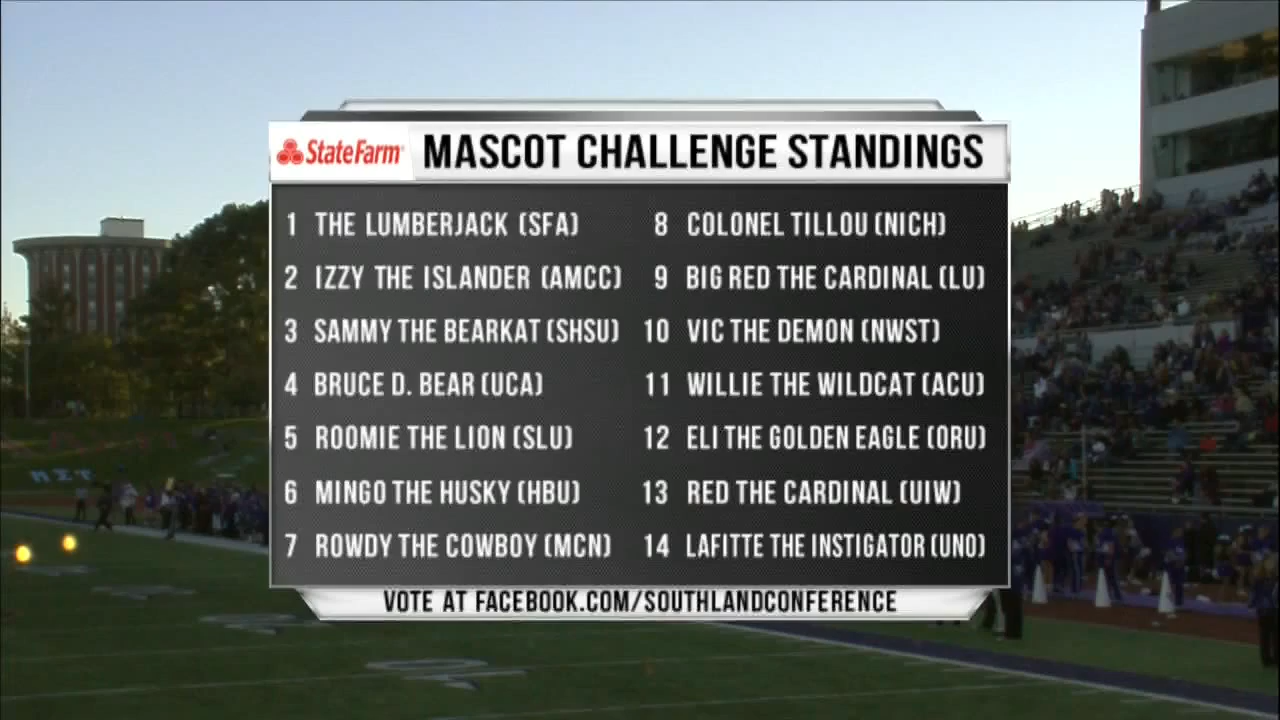 StateFarm
MASCOT CHALLENGE STANDINGS
1 THE LUMBERJACK (SFA)
2 IZZY THE ISLANDER (AMCC)
3 SAMMY THE BEARKAT (SHSU)
4 BRUCE D. BEAR (UCA)
5 ROOMIE THE LION (SLU)
6 MINGO THE HUSKY (HBU)
7 ROWDY THE COWBOY (MCN)
8 COLONEL TILLOU (NICH)
9 BIG RED THE CARDINAL (LU)
10 VIC THE DEMON (NWST)
11 WILLIE THE WILDCAT (ACU)
12 ELI THE GOLDEN EAGLE (ORU)
13 RED THE CARDINAL (UIW)
14 LAFITTE THE INSTIGATOR (UNO)
VOTE AT FACEBOOK.COM/SOUTHLANDCONFERENCE